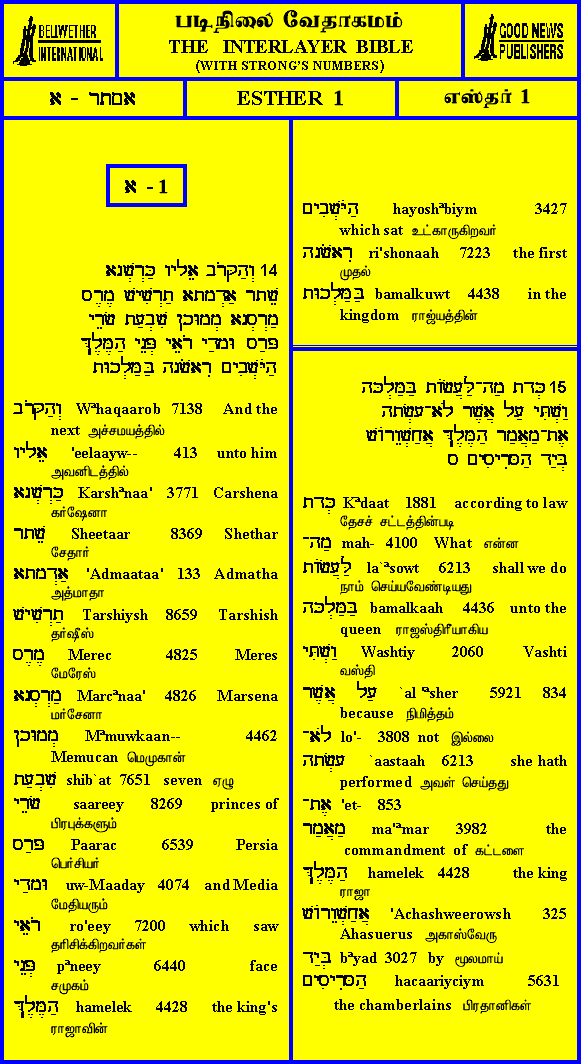 BELLWETHER
INTERNATIONAL
படிநிலை வேதாகமம்
THE INTERLAYER BIBLE
(WITH STRONG'S NUMBERS)
GOOD NEWS
PUBLISHERS
אסתר - א
ESTHER 1
எஸ்தர் 1
א - 1
14 וְהַקָּרֹב אֵלָיו כַּרְשְׁנָא
שֵׁתָר אַדְמָתָא תַרְשִׁישׁ מֶרֶס
מַרְסְנָא מְמוּכָן שִׁבְעַת שָׂרֵי
פָּרַס וּמָדַי רֹאֵי פְּנֵי הַמֶּלֶךְ
הַיֹּשְׁבִים רִאשֹׁנָה בַּמַּלְכוּת
וְהַקָּרֹב Wªhaqaarob 7138 And the
next அச்சமயத்தில்
אֵלָיו 'eelaayw-- 413 unto him
அவனிடத்தில்
כַּרְשְׁנָא Karshªnaa' 3771 Carshena
கர்ஷேனா
שֵׁתָר Sheetaar 8369 Shethar
சேதார்
אַדְמָתָא 'Admaataa' 133 Admatha
அத்மாதா
תַרְשִׁישׁ Tarshiysh 8659 Tarshish
தர்ஷீஸ்
מֶרֶס Merec 4825 Meres
மேரேஸ்
מַרְסְנָא Marcªnaa' 4826 Marsena
மர்சேனா
מְמוּכָן Mªmuwkaan-- 4462
Memucan மெமுகான்
שִׁבְעַת shib`at 7651 seven ஏழு
שָׂרֵי saareey 8269 princes of
பிரபுக்களும்
פָּרַס Paarac 6539 Persia
பெர்சியர்
וּמָדַי uw-Maaday 4074 and Media
மேதியரும்
רֹאֵי ro'eey 7200 which saw
தரிசிக்கிறவர்கள்
פְּנֵי pªneey 6440 face
சமுகம்
הַמֶּלֶךְ hamelek 4428 the king's
ராஜாவின்
הַיֹּשְׁבִים hayoshªbiym 3427
which sat உட்காருகிறவர்
רִאשֹׁנָה ri'shonaah 7223 the first
முதல்
בַּמַּלְכוּת bamalkuwt 4438 in the
kingdom ராஜ்யத்தின்
15 כְּדָת מַה־לַּעֲשׂוֹת בַּמַּלְכָּה
וַשְׁתִּי עַל אֲשֶׁר לֹא־עָשְׂתָה
אֶת־מַאֲמַר הַמֶּלֶךְ אֲחַשְׁוֵרוֹשׁ
בְּיַד הַסָּרִיסִים ס
כְּדָת Kªdaat 1881 according to law
தேசச் சட்டத்தின்படி
מַה־ mah- 4100 What என்ன
לַּעֲשׂוֹת la`ªsowt 6213 shall we do
நாம் செய்யவேண்டியது
בַּמַּלְכָּה bamalkaah 4436 unto the
queen ராஜஸ்திரீயாகிய
וַשְׁתִּי Washtiy 2060 Vashti
வஸ்தி
עַל אֲשֶׁר `al ªsher 5921 834
because நிமித்தம்
לֹא־ lo'- 3808 not இல்லை
עָשְׂתָה `aastaah 6213 she hath
performed அவள் செய்தது
אֶת־ 'et- 853
מַאֲמַר ma'ªmar 3982 the
commandment of கட்டளை
הַמֶּלֶךְ hamelek 4428 the king
ராஜா
אֲחַשְׁוֵרוֹשׁ 'Achashweerowsh 325
Ahasuerus அகாஸ்வேரு
בְּיַד bªyad 3027 by மூலமாய்
הַסָּרִיסִים hacaariyciym 5631
the chamberlains பிரதானிகள்